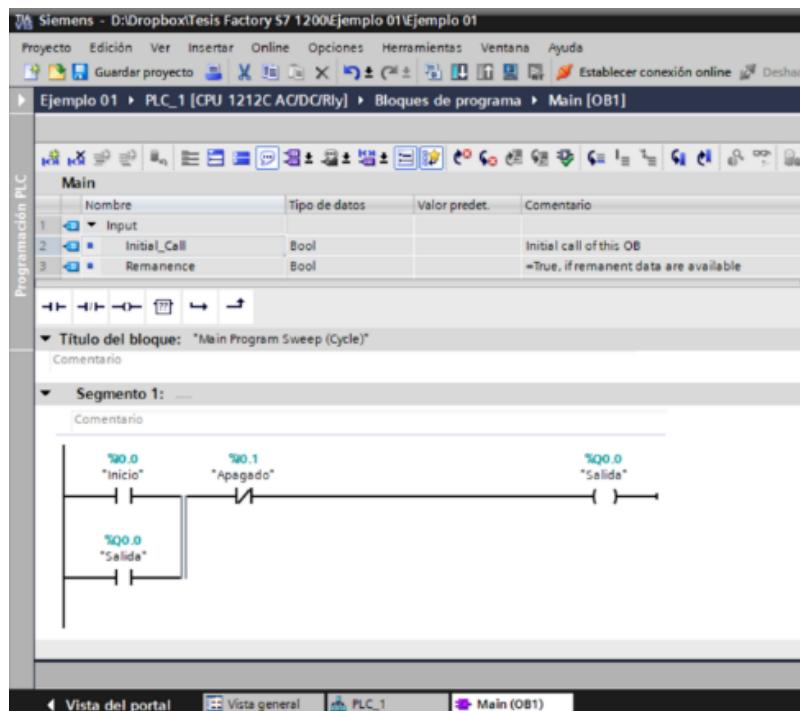 Siemens - D:\Dropbox\Tesis Factory S7 1200\Ejemplo 01\Ejemplo 01
Proyecto Edición Ver Insertar Online Opciones Herramientas Ventana Ayuda
Guardar proyecto Establecer conexión online
Ejemplo 01 ▸ PLC_1 [CPU 1212C AC/DC/Rly] ▸ Bloques de programa ▸ Main [OB1]
Programación PLC
Main
Nombre Tipo de datos Valor predet. Comentario
1 Input
2 Initial_Call Bool Initial call of this OB
3 Remanence Bool =True, if remanent data are available
??
Título del bloque: "Main Program Sweep (Cycle)"
Comentario
Segmento 1: .....
Comentario
%I0.0 %I0.1 %Q0.0
"Inicio" "Apagado" "Salida"
%Q0.0
"Salida"
Vista del portal Vista general PLC_1 Main (OB1)